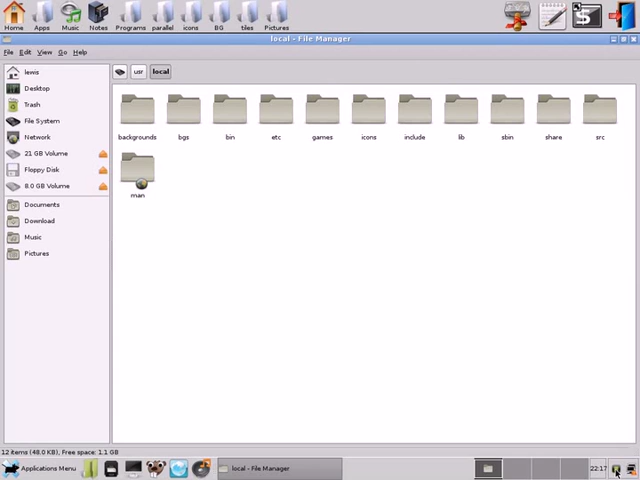 Home Apps Music Notes Programs parallel icons BG tiles Pictures
local - File Manager
File Edit View Go Help
lewis
Desktop
Trash
File System
Network
21 GB Volume
Floppy Disk
8.0 GB Volume
Documents
Download
Music
Pictures
usr local
backgrounds bgs bin etc games icons include lib sbin share src
man
12 items (48.0 KB), Free space: 1.1 GB
Applications Menu local - File Manager 22:17